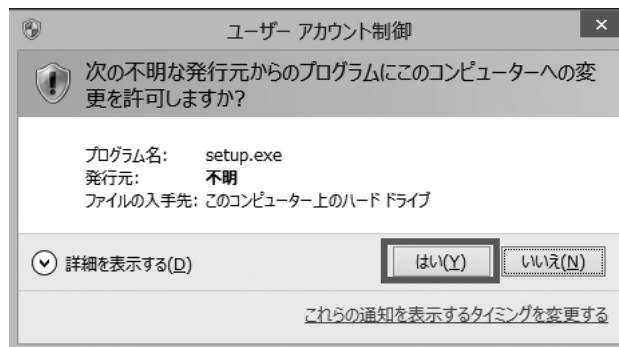 ユーザー アカウント制御
次の不明な発行元からのプログラムにこのコンピューターへの変
更を許可しますか?
プログラム名: setup.exe
発行元: 不明
ファイルの入手先: このコンピューター上のハード ドライブ
詳細を表示する(D)
はい(Y) いいえ(N)
これらの通知を表示するタイミングを変更する